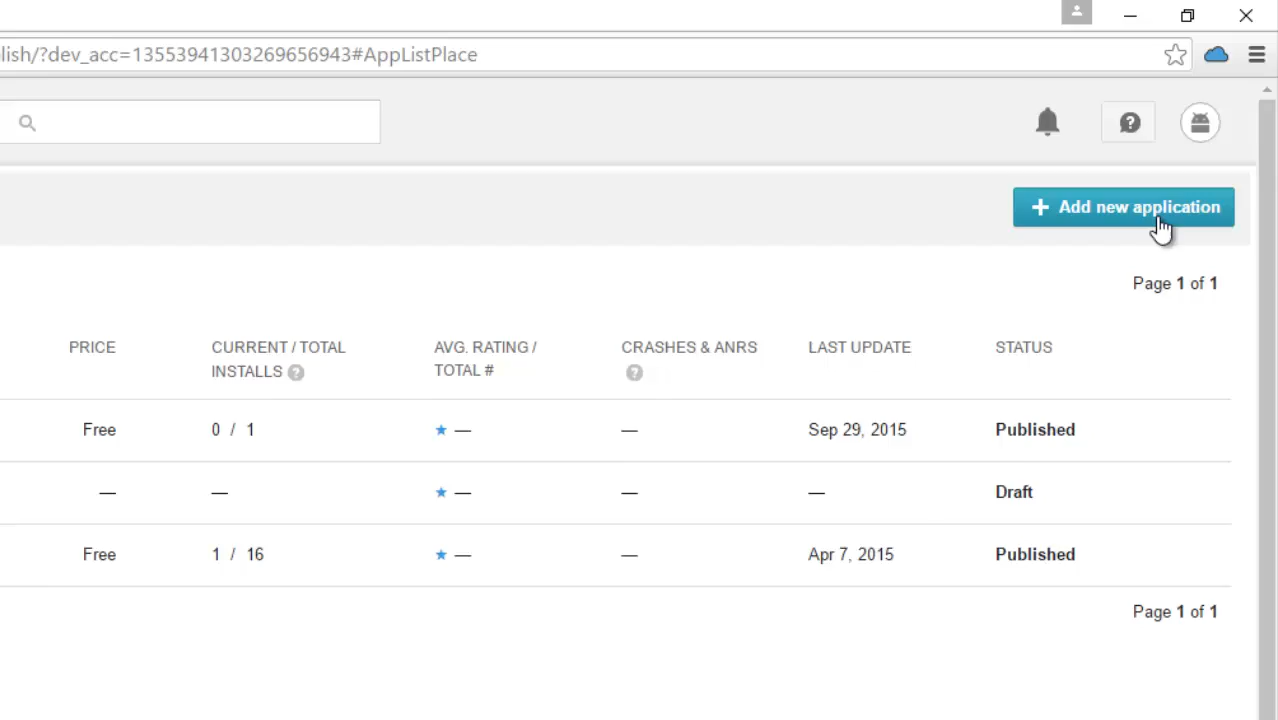 lish/?dev_acc=13553941303269656943#AppListPlace
+ Add new application
Page 1 of 1
PRICE CURRENT / TOTAL INSTALLS ? AVG. RATING / TOTAL # CRASHES & ANRS ? LAST UPDATE STATUS
Free 0 / 1 — — Sep 29, 2015 Published
— — — — — Draft
Free 1 / 16 — — Apr 7, 2015 Published
Page 1 of 1